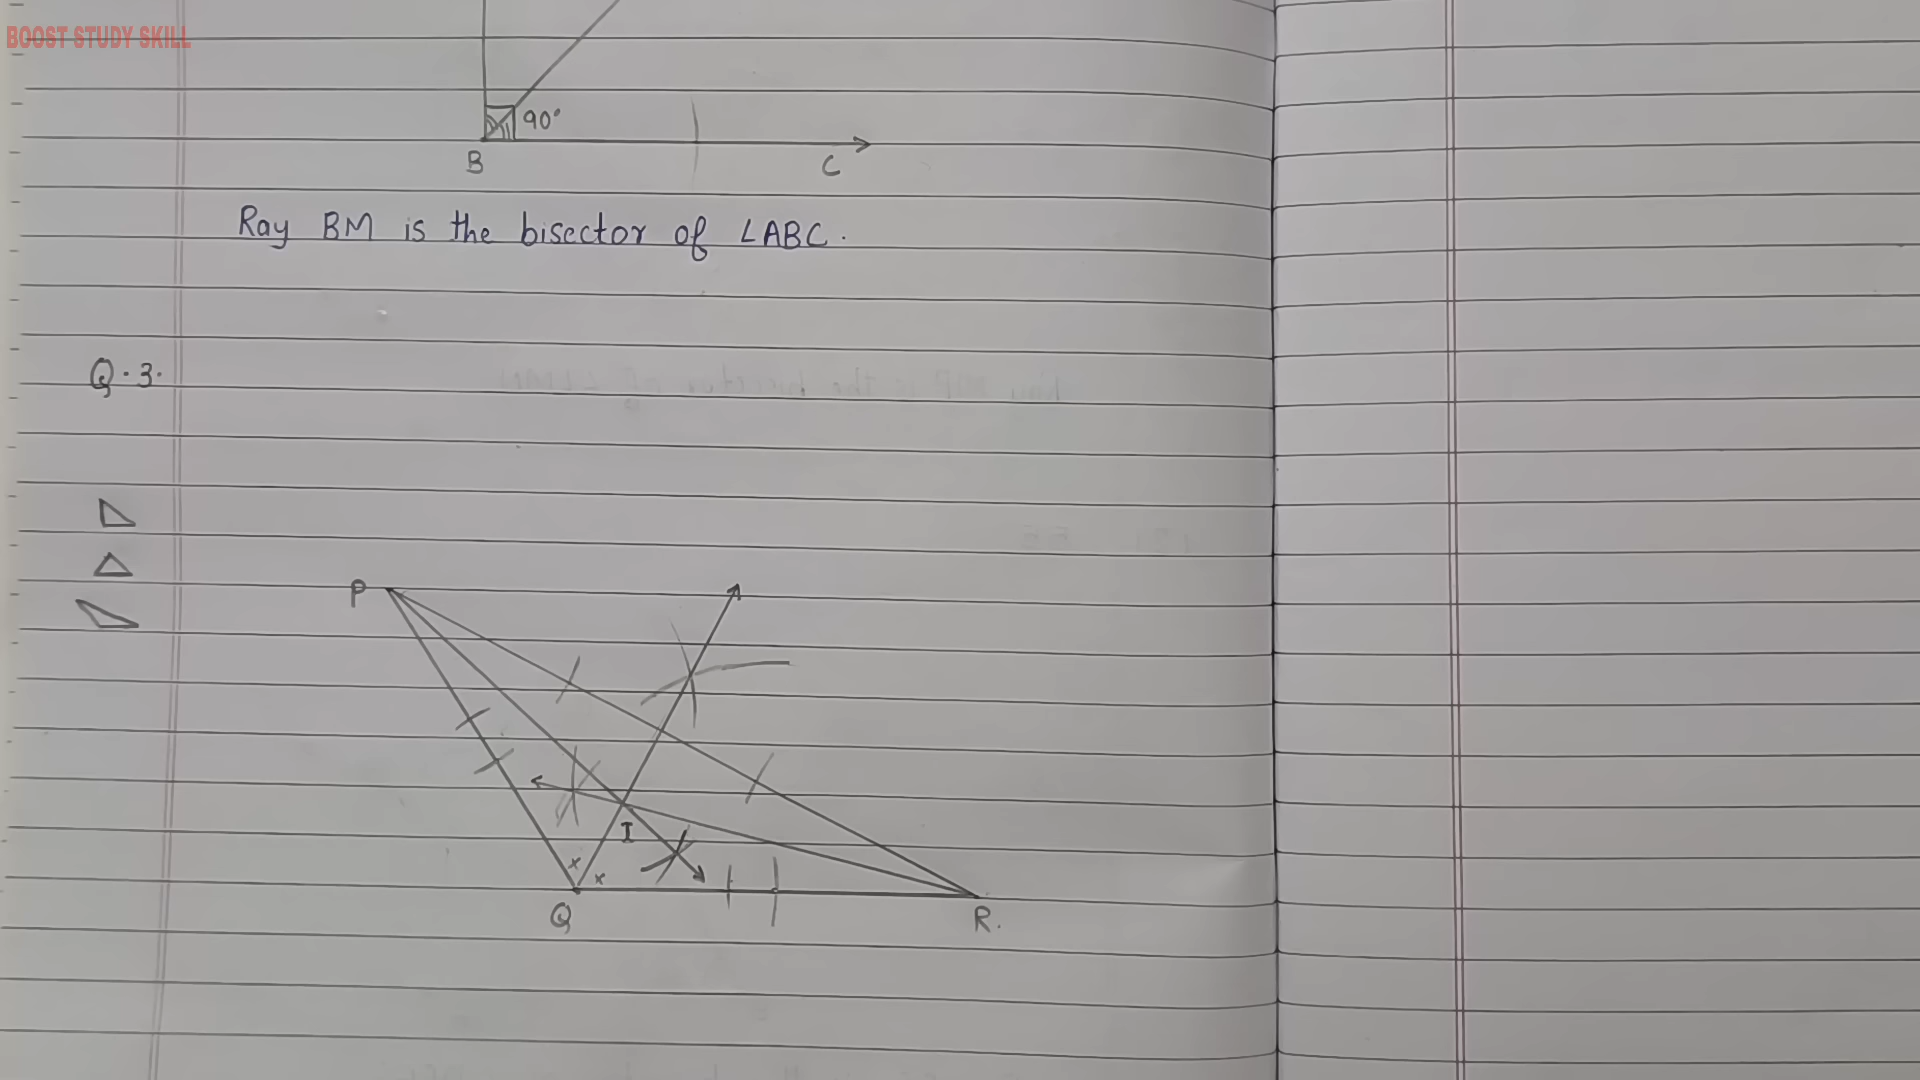 BOOST STUDY SKILL
90°
B
C
Ray BM is the bisector of ∠ABC.
Q.3.
P
I
x
x
Q
R.